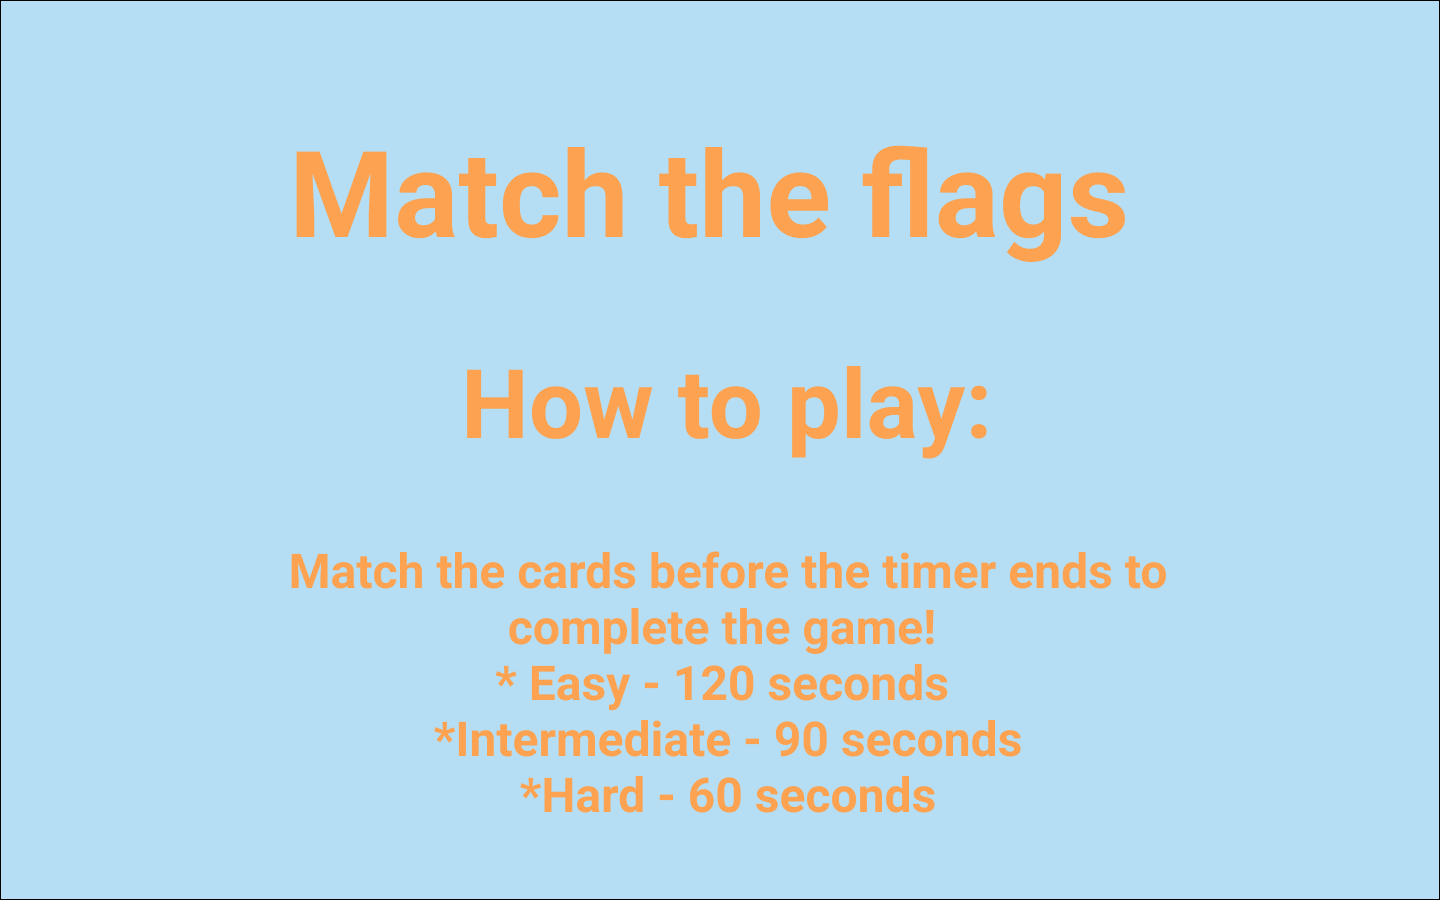 Match the flags
How to play:
Match the cards before the timer ends to
complete the game!
* Easy - 120 seconds
*Intermediate - 90 seconds
*Hard - 60 seconds